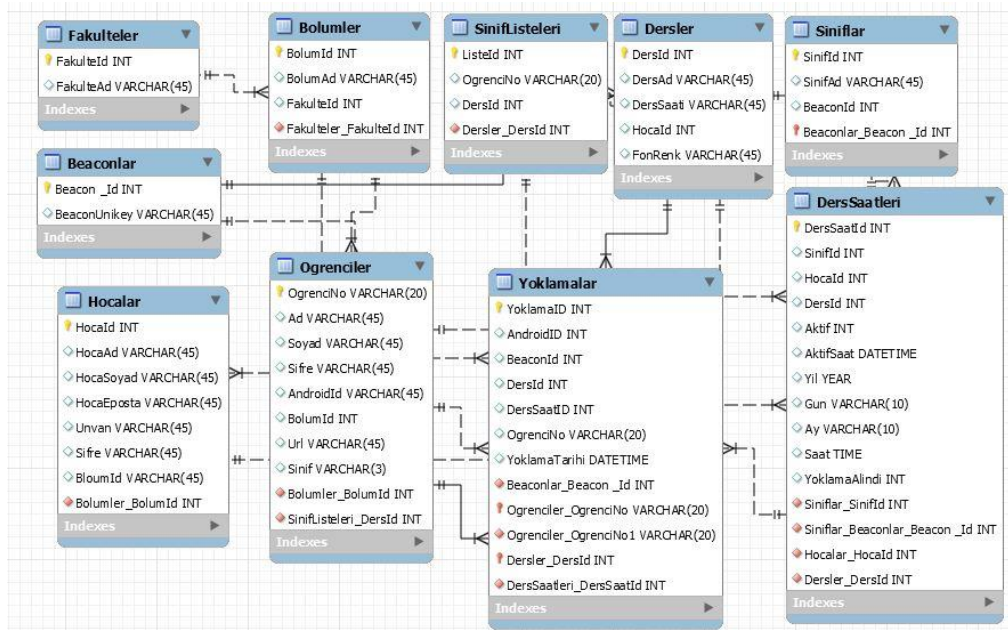 Fakulteler
FakulteId INT
FakulteAd VARCHAR(45)
Indexes
Bolumler
BolumId INT
BolumAd VARCHAR(45)
FakulteId INT
Fakulteler_FakulteId INT
Indexes
SinifListeleri
ListeId INT
OgrenciNo VARCHAR(20)
DersId INT
Dersler_DersId INT
Indexes
Dersler
DersId INT
DersAd VARCHAR(45)
DersSaati VARCHAR(45)
HocaId INT
FonRenk VARCHAR(45)
Indexes
Siniflar
SinifId INT
SinifAd VARCHAR(45)
BeaconId INT
Beaconlar_Beacon _Id INT
Indexes
Beaconlar
Beacon _Id INT
BeaconUnikey VARCHAR(45)
Indexes
Hocalar
HocaId INT
HocaAd VARCHAR(45)
HocaSoyad VARCHAR(45)
HocaEposta VARCHAR(45)
Unvan VARCHAR(45)
Sifre VARCHAR(45)
BloumId VARCHAR(45)
Bolumler_BolumId INT
Indexes
Ogrenciler
OgrenciNo VARCHAR(20)
Ad VARCHAR(45)
Soyad VARCHAR(45)
Sifre VARCHAR(45)
AndroidId VARCHAR(45)
BolumId INT
Url VARCHAR(45)
Sinif VARCHAR(3)
Bolumler_BolumId INT
SinifListeleri_DersId INT
Indexes
Yoklamalar
YoklamaID INT
AndroidID INT
BeaconId INT
DersId INT
DersSaatID INT
OgrenciNo VARCHAR(20)
YoklamaTarihi DATETIME
Beaconlar_Beacon _Id INT
Ogrenciler_OgrenciNo VARCHAR(20)
Ogrenciler_OgrenciNo1 VARCHAR(20)
Dersler_DersId INT
DersSaatleri_DersSaatId INT
Indexes
DersSaatleri
DersSaatId INT
SinifId INT
HocaId INT
DersId INT
Aktif INT
AktifSaat DATETIME
Yil YEAR
Gun VARCHAR(10)
Ay VARCHAR(10)
Saat TIME
YoklamaAlindi INT
Siniflar_SinifId INT
Siniflar_Beaconlar_Beacon _Id INT
Hocalar_HocaId INT
Dersler_DersId INT
Indexes